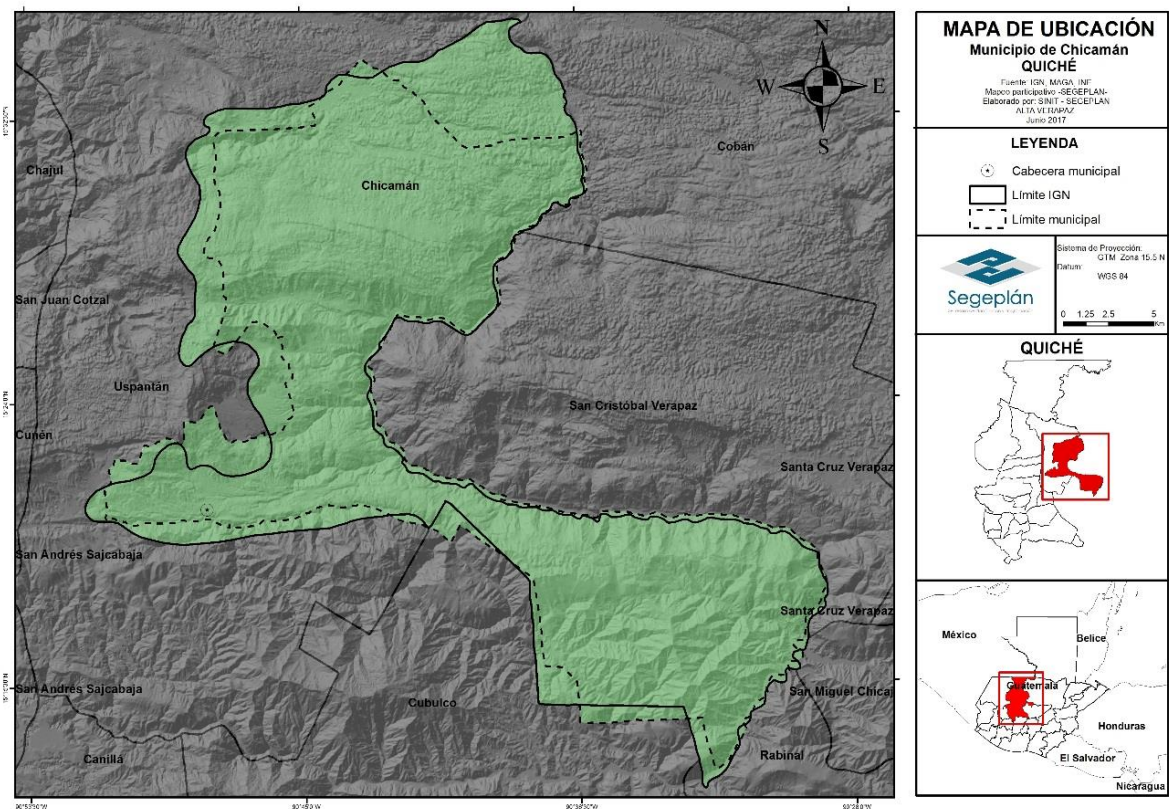 N
W
E
S
Cobán
Chajul
Chicamán
San Juan Cotzal
Uspantán
San Cristóbal Verapaz
Cunén
Santa Cruz Verapaz
San Andrés Sajcabaja
Santa Cruz Verapaz
San Andrés Sajcabaja
San Miguel Chicaj
Cubulco
Rabinal
Canillá
MAPA DE UBICACIÓN
Municipio de Chicamán
QUICHÉ
Fuente: IGN, MAGA, INE
Mapeo participativo -SEGEPLAN-
Elaborado por: SINIT - SEGEPLAN
ALTA VERAPAZ
Junio 2017
LEYENDA
Cabecera municipal
Límite IGN
Límite municipal
Segeplán
Sistema de Proyección:
GTM Zona 15.5 N
Datum:
WGS 84
0 1.25 2.5 5
Km
QUICHÉ
México
Belice
Guatemala
Honduras
El Salvador
Nicaragua